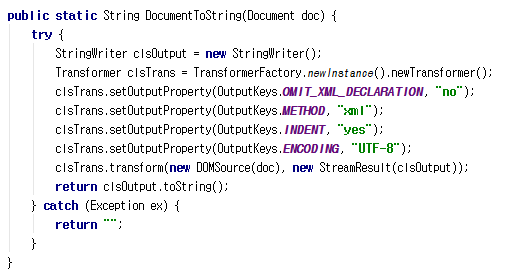 public static String DocumentToString(Document doc) {
    try {
        StringWriter clsOutput = new StringWriter();
        Transformer clsTrans = TransformerFactory.newInstance().newTransformer();
        clsTrans.setOutputProperty(OutputKeys.OMIT_XML_DECLARATION, "no");
        clsTrans.setOutputProperty(OutputKeys.METHOD, "xml");
        clsTrans.setOutputProperty(OutputKeys.INDENT, "yes");
        clsTrans.setOutputProperty(OutputKeys.ENCODING, "UTF-8");
        clsTrans.transform(new DOMSource(doc), new StreamResult(clsOutput));
        return clsOutput.toString();
    } catch (Exception ex) {
        return "";
    }
}